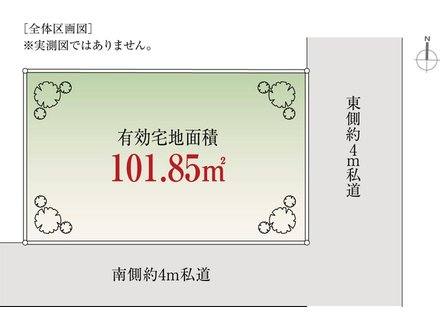 [全体区画図]
※実測図ではありません。
N
有効宅地面積
101.85㎡
東側約4m私道
南側約4m私道